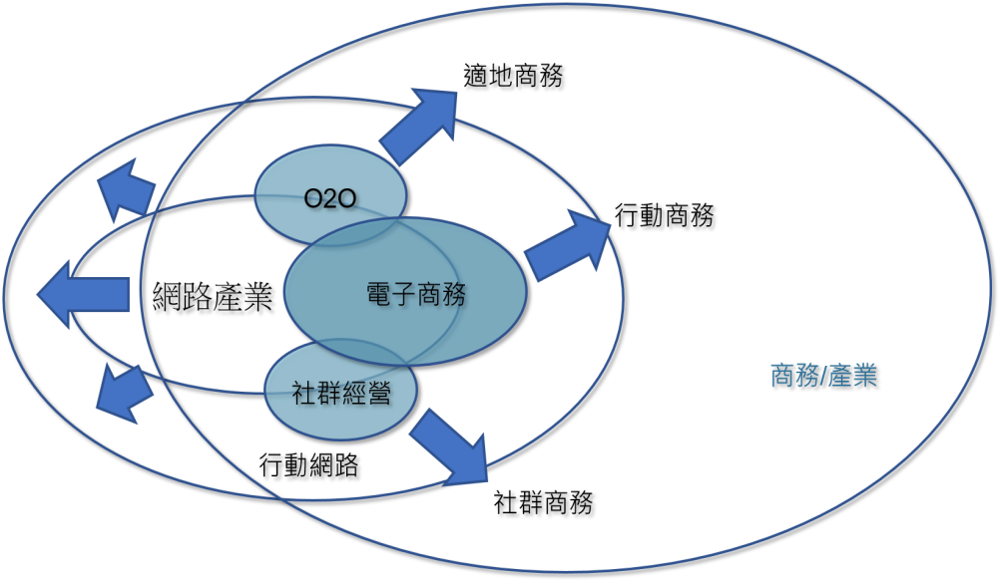 適地商務
O2O
行動商務
網路產業
電子商務
商務/產業
社群經營
行動網路
社群商務